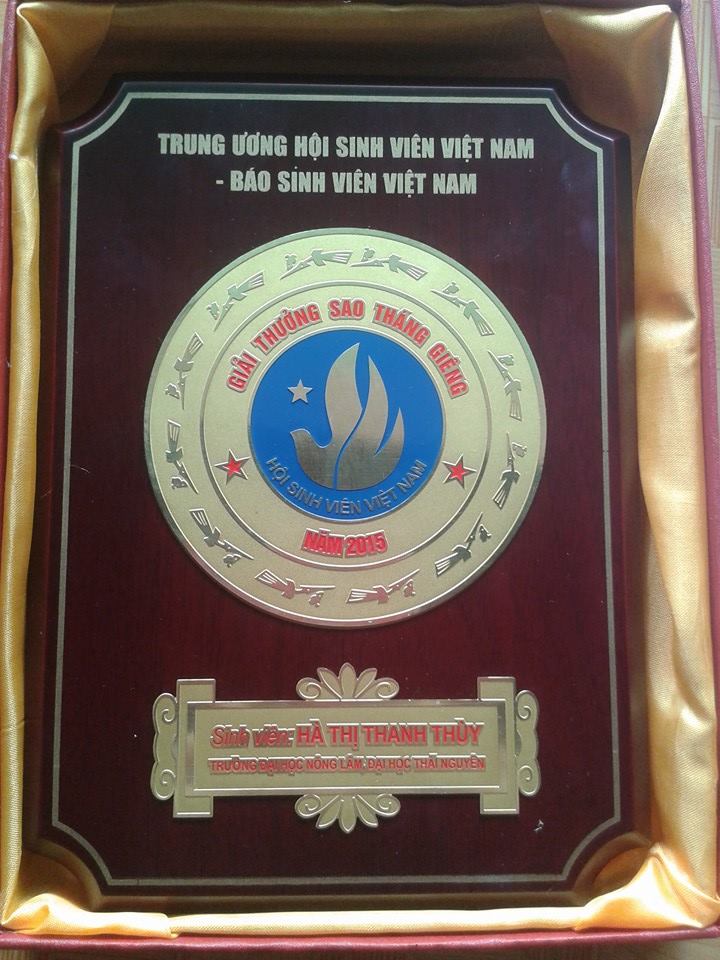 TRUNG ƯƠNG HỘI SINH VIÊN VIỆT NAM
- BÁO SINH VIÊN VIỆT NAM
GIẢI THƯỞNG SAO THÁNG GIÊNG
HỘI SINH VIÊN VIỆT NAM
NĂM 2015
Sinh viên: HÀ THỊ THANH THÙY
TRƯỜNG ĐẠI HỌC NÔNG LÂM, ĐẠI HỌC THÁI NGUYÊN